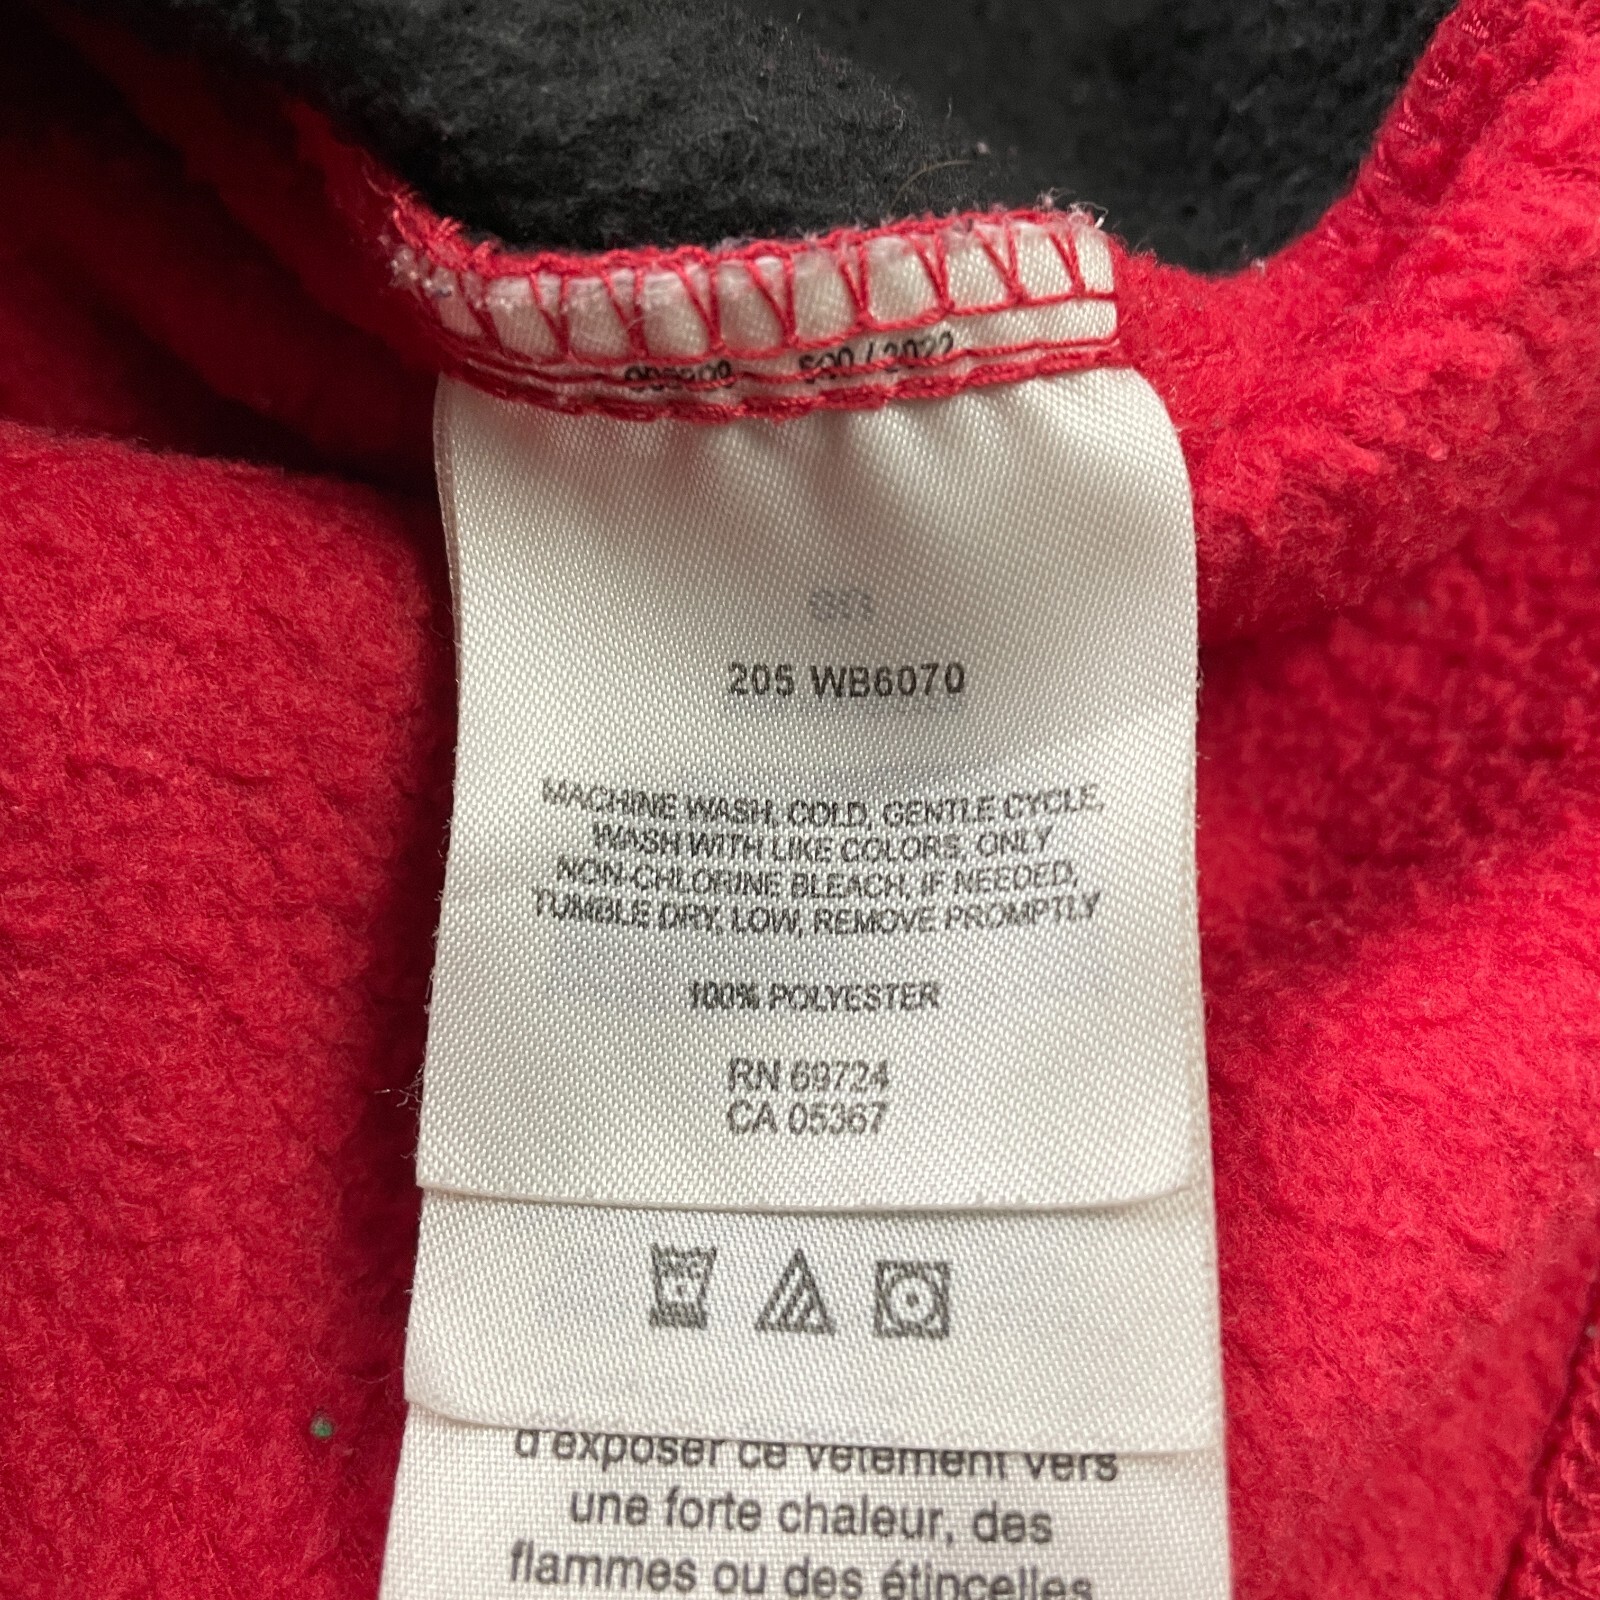 205 WB6070
MACHINE WASH, COLD, GENTLE CYCLE,
WASH WITH LIKE COLORS, ONLY
NON-CHLORINE BLEACH, IF NEEDED,
TUMBLE DRY, LOW, REMOVE PROMPTLY
100% POLYESTER
RN 69724
CA 05367
d'exposer ce vêtement vers
une forte chaleur, des
flammes ou des étincelles